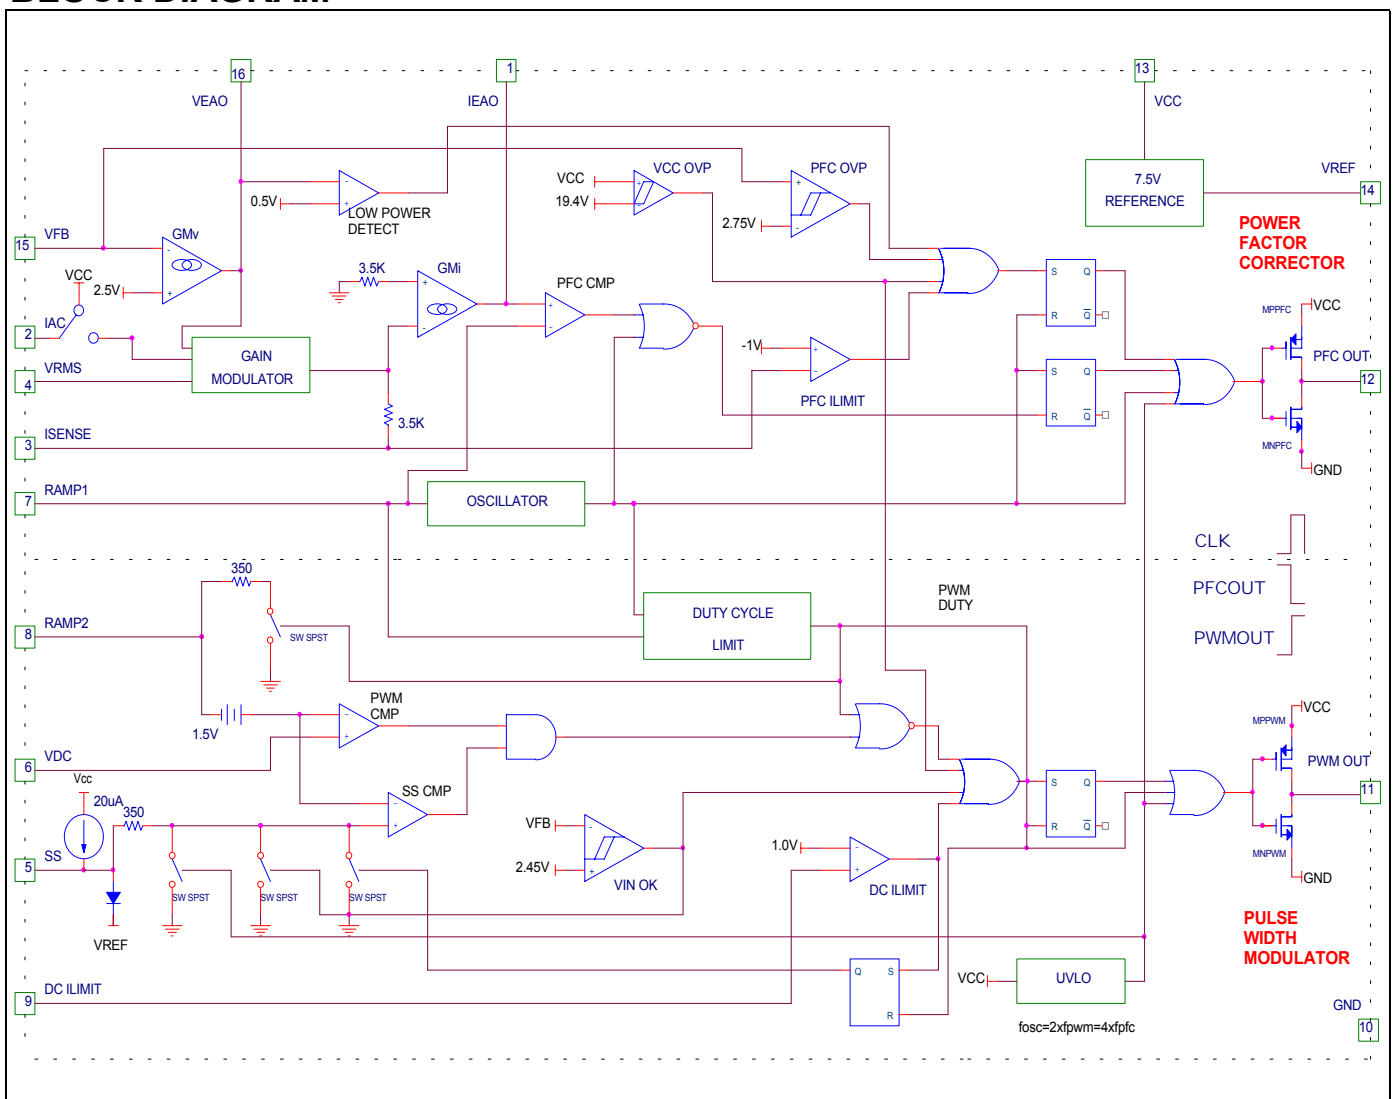 BLOCK DIAGRAM
16
1
13
VEAO
IEAO
VCC
VCC OVP
PFC OVP
VREF
VCC
0.5V
19.4V
7.5V
REFERENCE
14
LOW POWER
DETECT
2.75V
POWER
FACTOR
CORRECTOR
15
VFB
GMv
VCC
2.5V
3.5K
GMi
PFC CMP
S
Q
R
Q
MPPFC
VCC
2
IAC
-1V
GAIN
MODULATOR
PFC OUT
4
VRMS
S
Q
12
PFC ILIMIT
3.5K
R
Q
MNPFC
3
ISENSE
GND
7
RAMP1
OSCILLATOR
CLK
350
PWM
DUTY
PFCOUT
8
RAMP2
SW SPST
DUTY CYCLE
LIMIT
PWMOUT
PWM
CMP
1.5V
VCC
MPPWM
6
VDC
PWM OUT
Vcc
20uA
350
SS CMP
S
Q
11
VFB
R
Q
1.0V
MNPWM
5
SS
2.45V
VIN OK
DC ILIMIT
GND
SW SPST
SW SPST
SW SPST
VREF
PULSE
WIDTH
MODULATOR
Q
S
VCC
UVLO
9
DC ILIMIT
R
GND
fosc=2xfpwm=4xfpfc
10